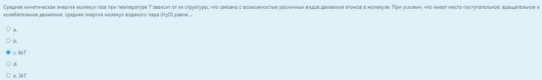 Средняя кинетическая энергия молекул газа при температуре T зависит от их структуры, что связано с возможностью различных видов движения атомов в молекуле. При условии, что имеет место поступательное, вращательное и
колебательное движение, средняя энергия молекул водяного пара (H₂O) равна ...
a.
b.
c. 6kT
d.
e. 3kT